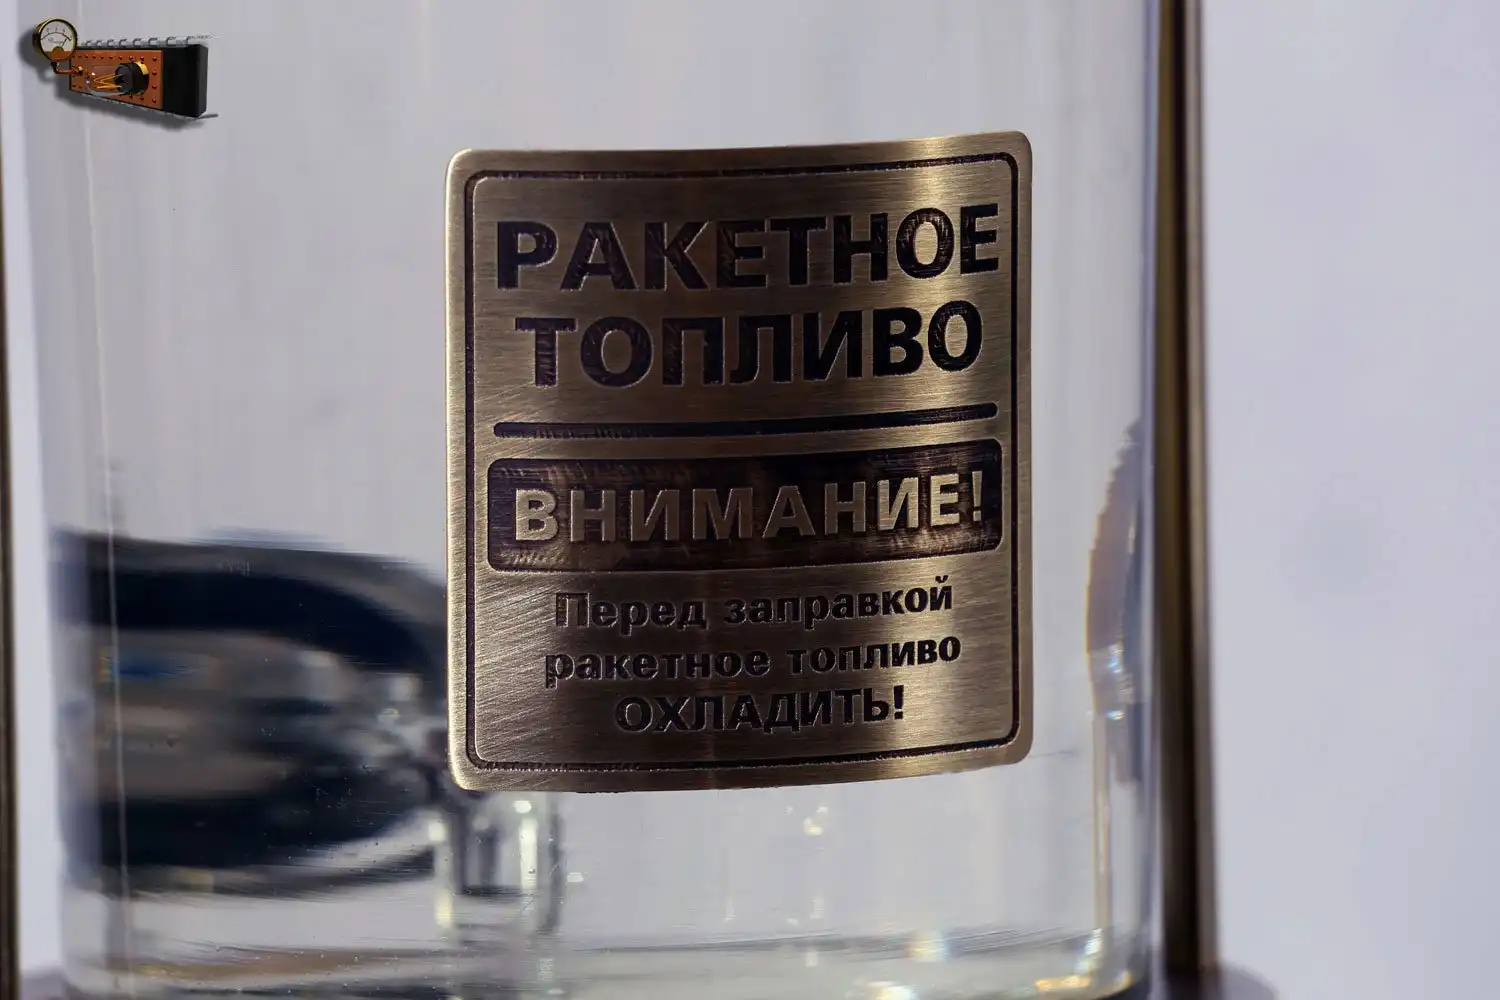 РАКЕТНОЕ
ТОПЛИВО
ВНИМАНИЕ!
Перед заправкой
ракетное топливо
ОХЛАДИТЬ!